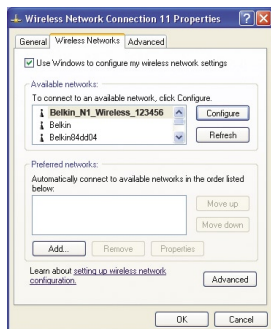 Wireless Network Connection 11 Properties
General Wireless Networks Advanced
Use Windows to configure my wireless network settings
Available networks:
To connect to an available network, click Configure.
Belkin_N1_Wireless_123456
Belkin
Belkin84dd04
Configure
Refresh
Preferred networks:
Automatically connect to available networks in the order listed
below:
Move up
Move down
Add... Remove Properties
Learn about setting up wireless network
configuration.
Advanced
OK Cancel